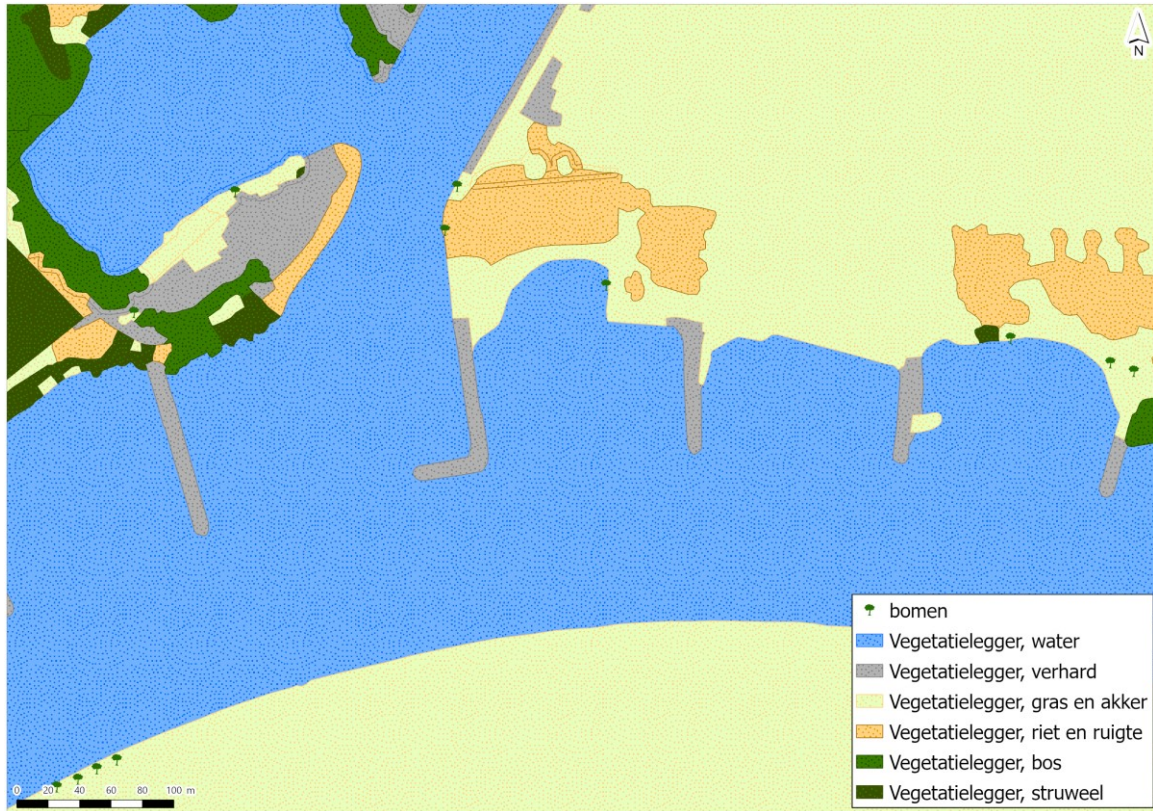 N
bomen
Vegetatielegger, water
Vegetatielegger, verhard
Vegetatielegger, gras en akker
Vegetatielegger, riet en ruigte
Vegetatielegger, bos
Vegetatielegger, struweel
0 20 40 60 80 100 m